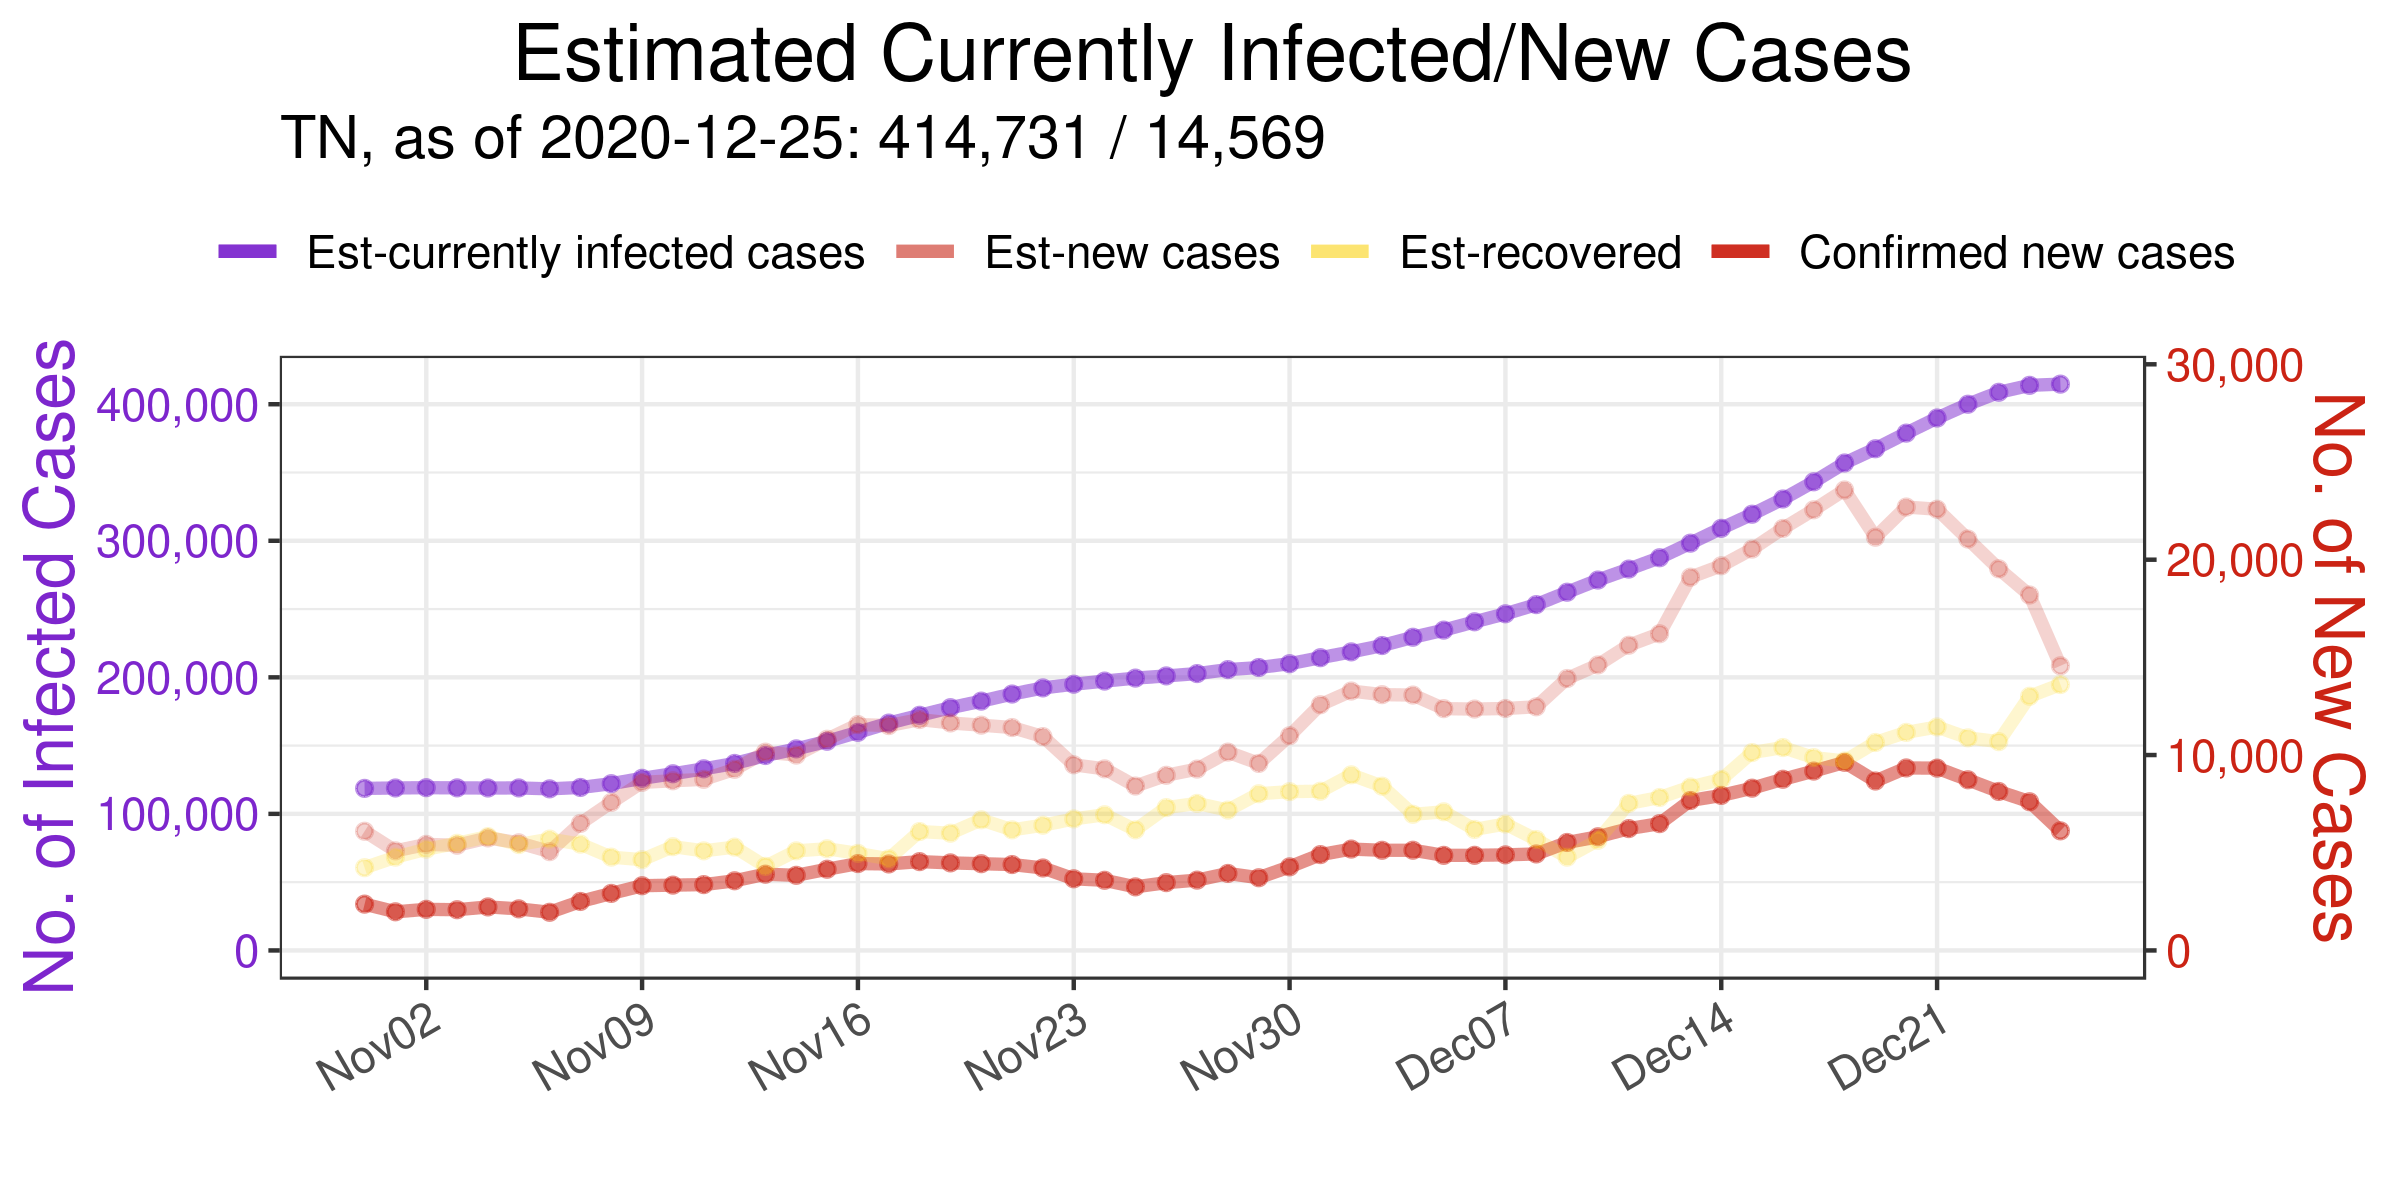 Estimated Currently Infected/New Cases
TN, as of 2020-12-25: 414,731 / 14,569
Est-currently infected cases Est-new cases Est-recovered Confirmed new cases
No. of Infected Cases
400,000
300,000
200,000
100,000
0
30,000
20,000
10,000
0
No. of New Cases
Nov02 Nov09 Nov16 Nov23 Nov30 Dec07 Dec14 Dec21